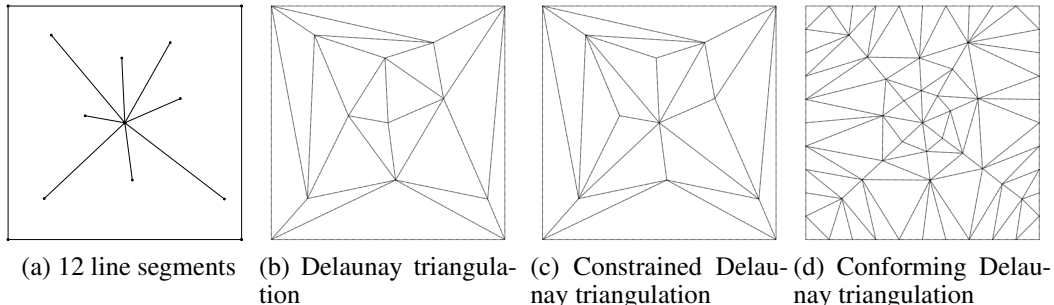 (a) 12 line segments
(b) Delaunay triangula-
tion
(c) Constrained Delau-
nay triangulation
(d) Conforming Delau-
nay triangulation